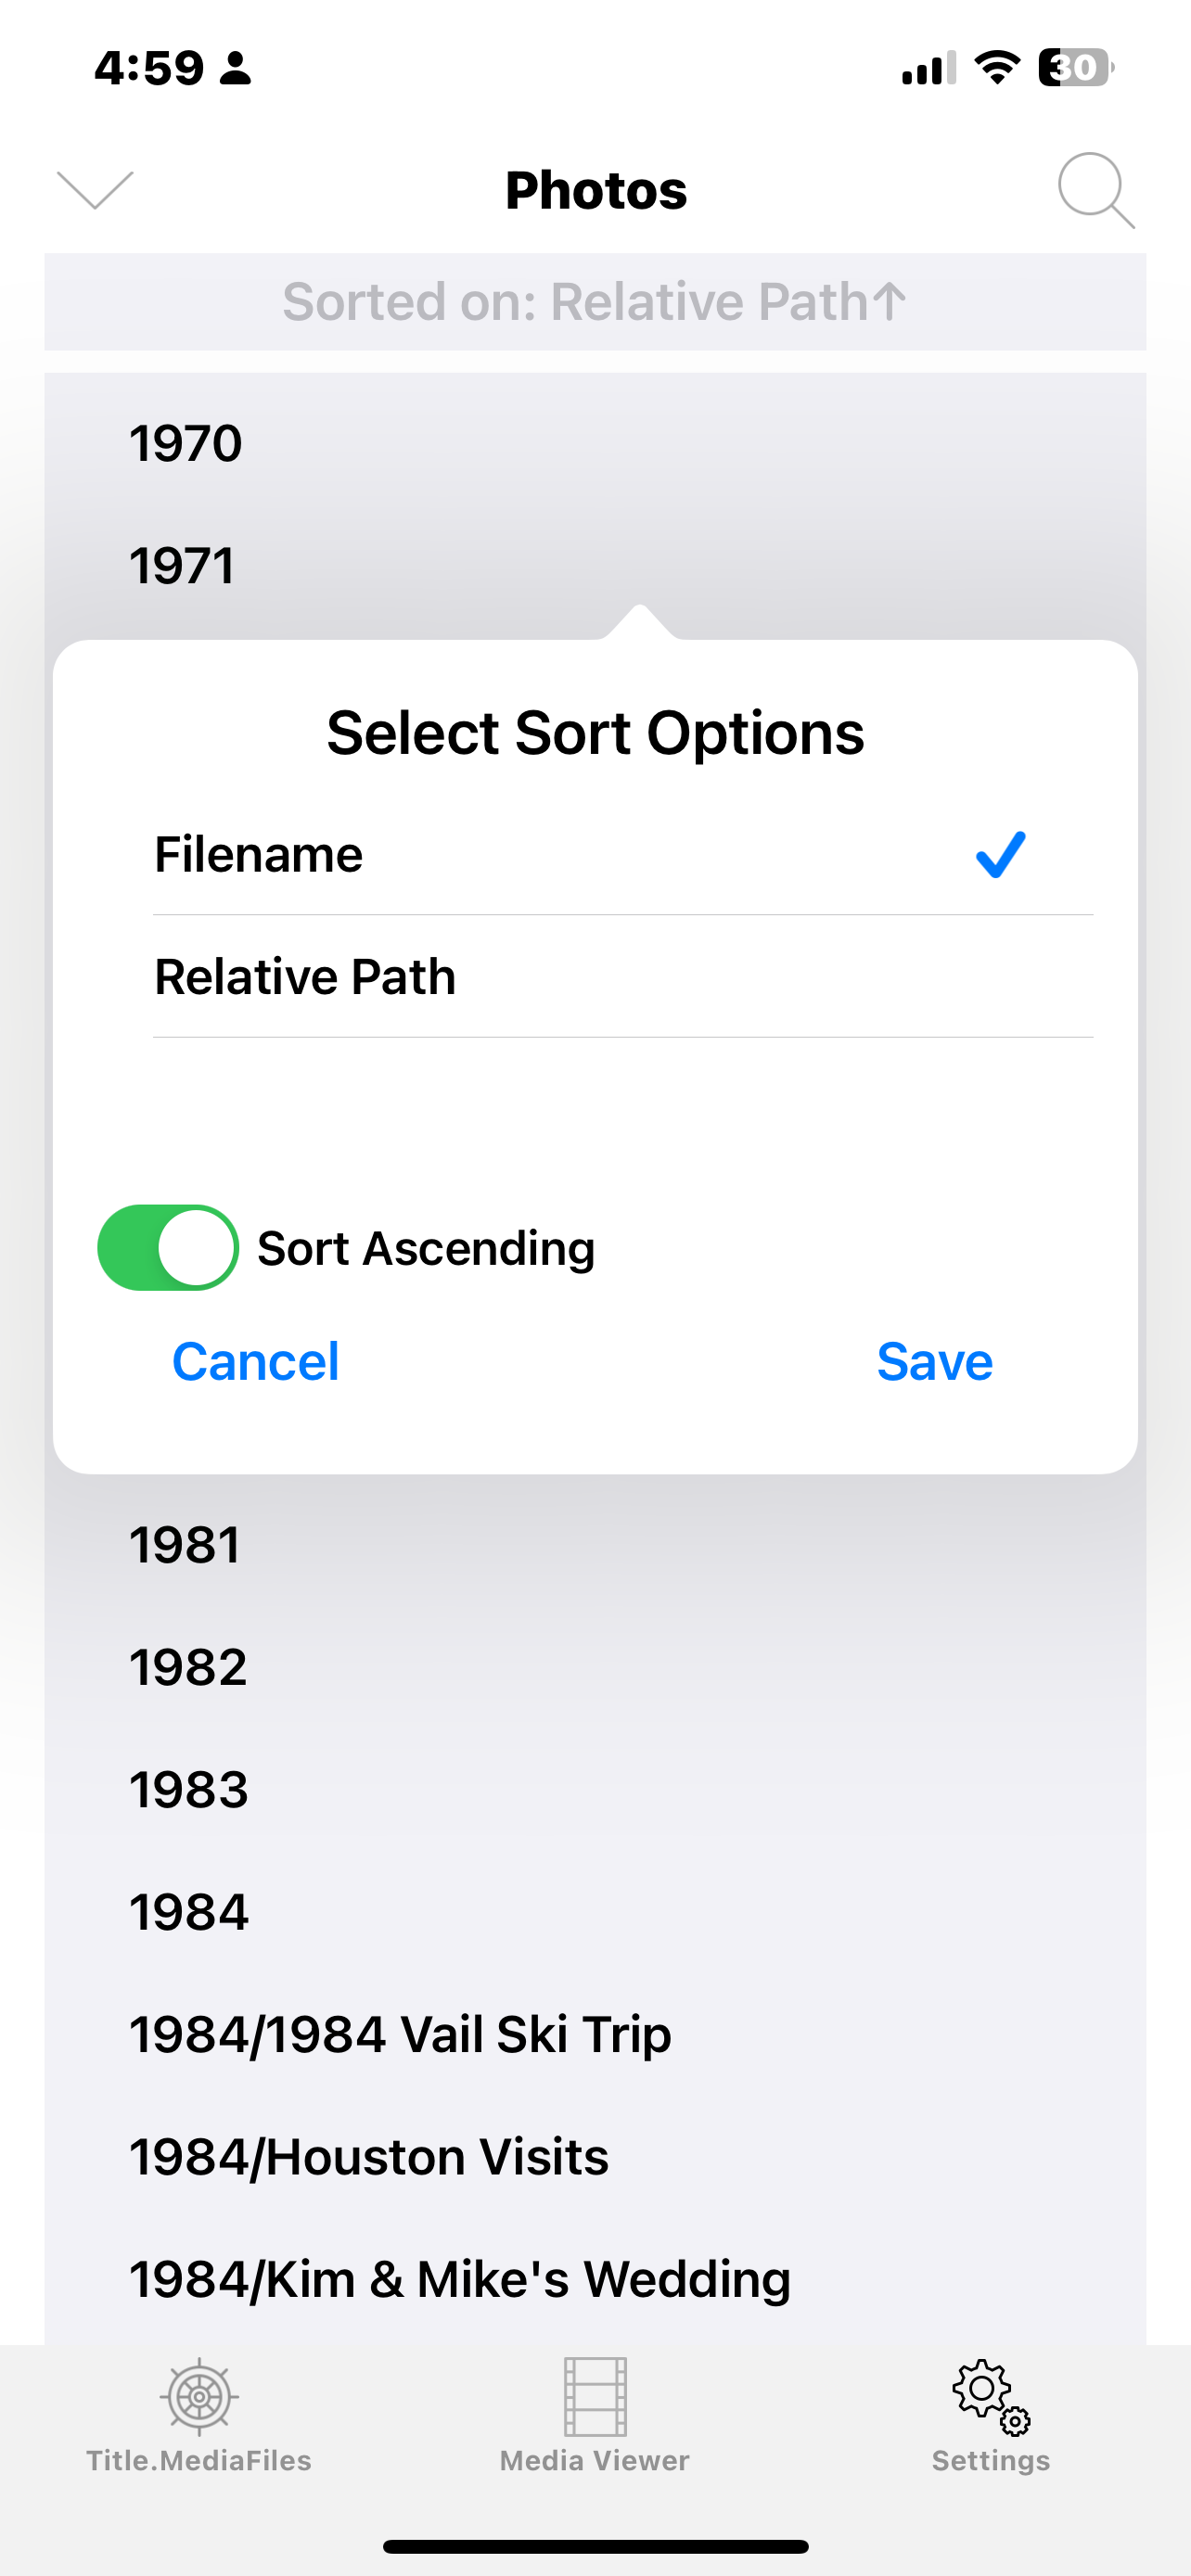 4:59
30
Photos
Sorted on: Relative Path↑
1970
1971
Select Sort Options
Filename
Relative Path
Sort Ascending
Cancel Save
1981
1982
1983
1984
1984/1984 Vail Ski Trip
1984/Houston Visits
1984/Kim & Mike's Wedding
Title.MediaFiles Media Viewer Settings